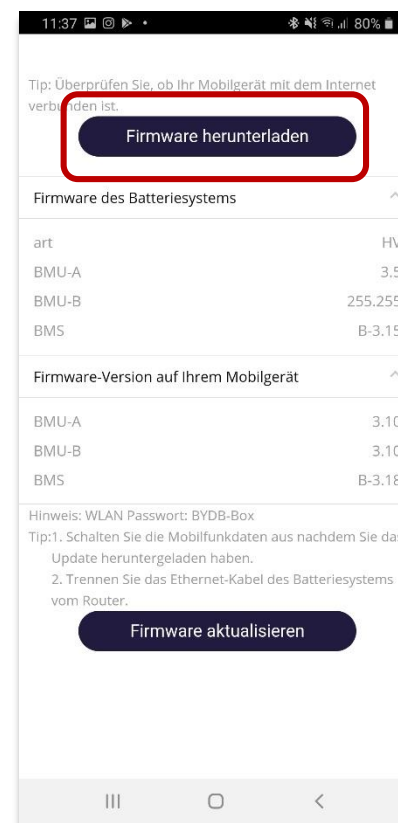 11:37 80%
Tip: Überprüfen Sie, ob Ihr Mobilgerät mit dem Internet
verbunden ist.
Firmware herunterladen
Firmware des Batteriesystems
art HV
BMU-A 3.5
BMU-B 255.255
BMS B-3.15
Firmware-Version auf Ihrem Mobilgerät
BMU-A 3.10
BMU-B 3.10
BMS B-3.18
Hinweis: WLAN Passwort: BYDB-Box
Tip:1. Schalten Sie die Mobilfunkdaten aus nachdem Sie das
Update heruntergeladen haben.
2. Trennen Sie das Ethernet-Kabel des Batteriesystems
vom Router.
Firmware aktualisieren